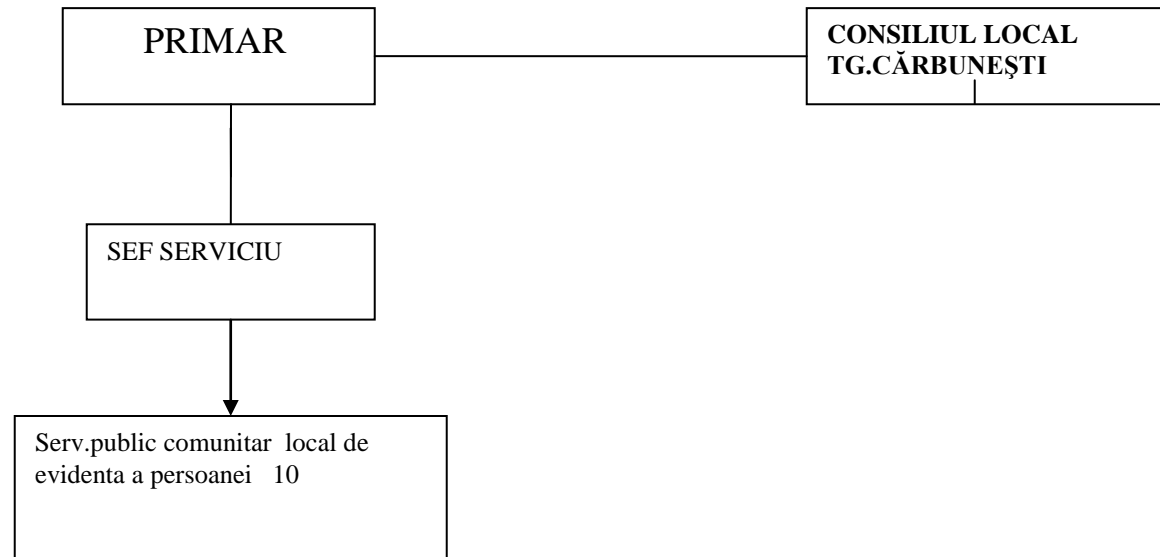 PRIMAR
CONSILIUL LOCAL
TG.CĂRBUNEŞTI
SEF SERVICIU
Serv.public comunitar local de
evidenta a persoanei 10